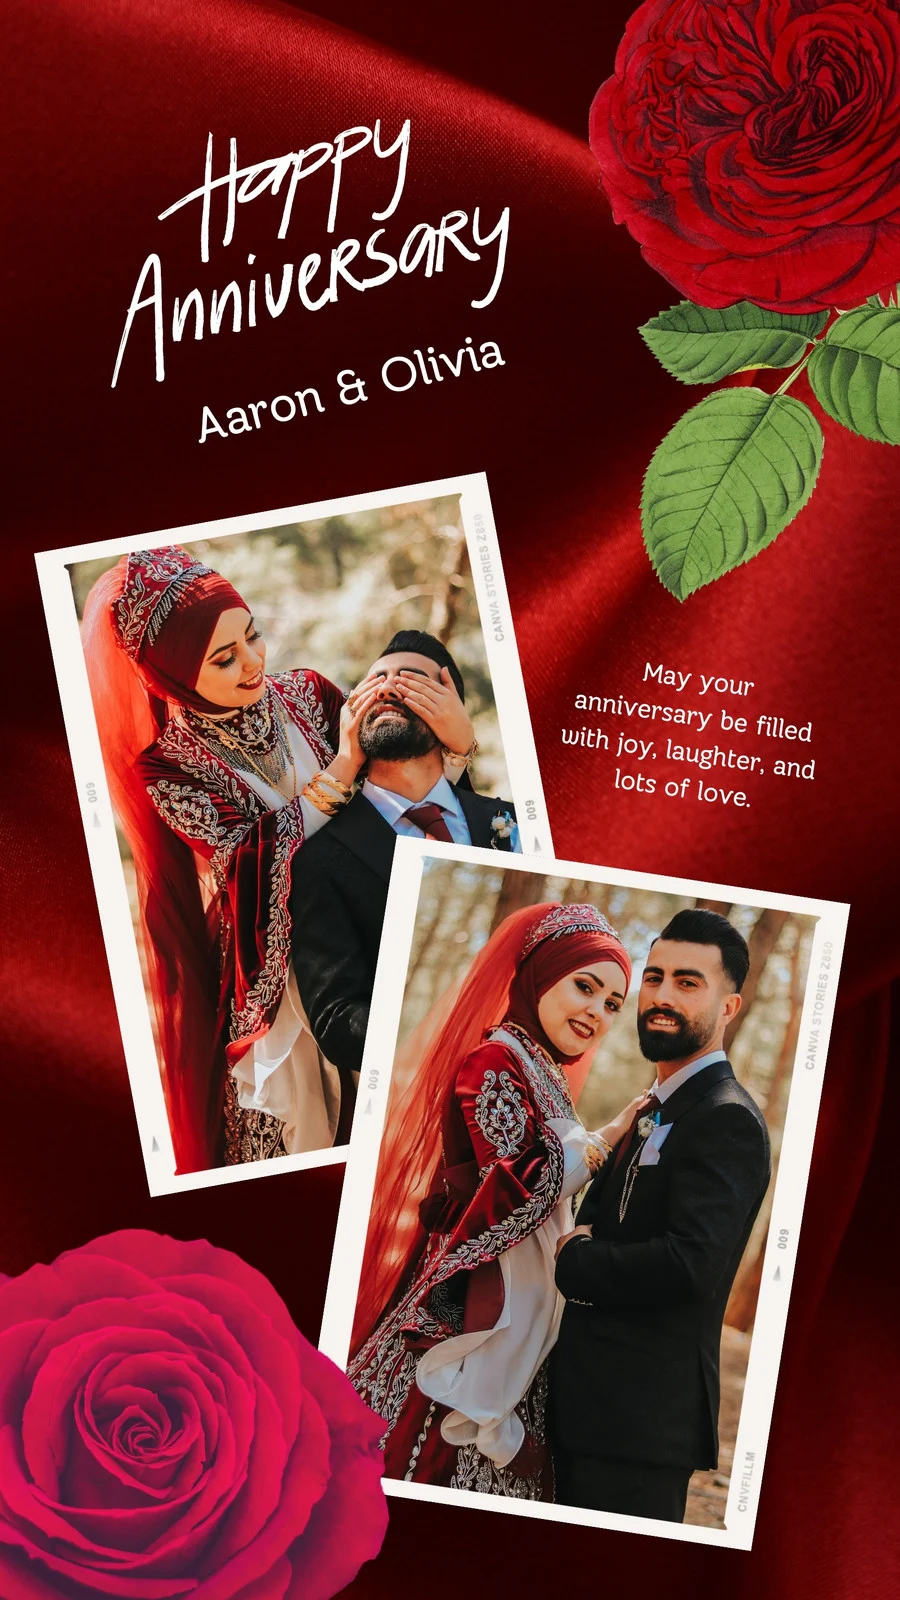 Happy
Anniversary
Aaron & Olivia
CANVA STORIES Z850
009
009
May your
anniversary be filled
with joy, laughter, and
lots of love.
CANVA STORIES Z850
009
009
CNVFILLM